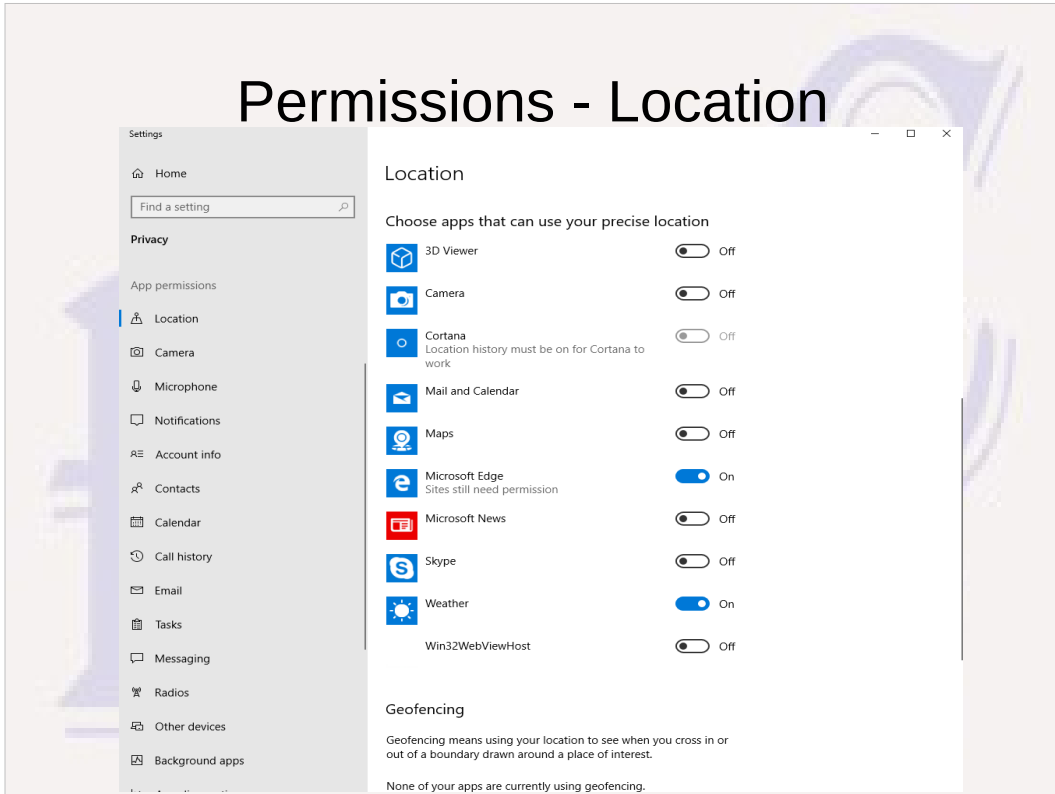 Permissions - Location
Settings
Home
Find a setting
Privacy
App permissions
Location
Camera
Microphone
Notifications
Account info
Contacts
Calendar
Call history
Email
Tasks
Messaging
Radios
Other devices
Background apps
Location
Choose apps that can use your precise location
3D Viewer Off
Camera Off
Cortana Off
Location history must be on for Cortana to
work
Mail and Calendar Off
Maps Off
Microsoft Edge On
Sites still need permission
Microsoft News Off
Skype Off
Weather On
Win32WebViewHost Off
Geofencing
Geofencing means using your location to see when you cross in or
out of a boundary drawn around a place of interest.
None of your apps are currently using geofencing.